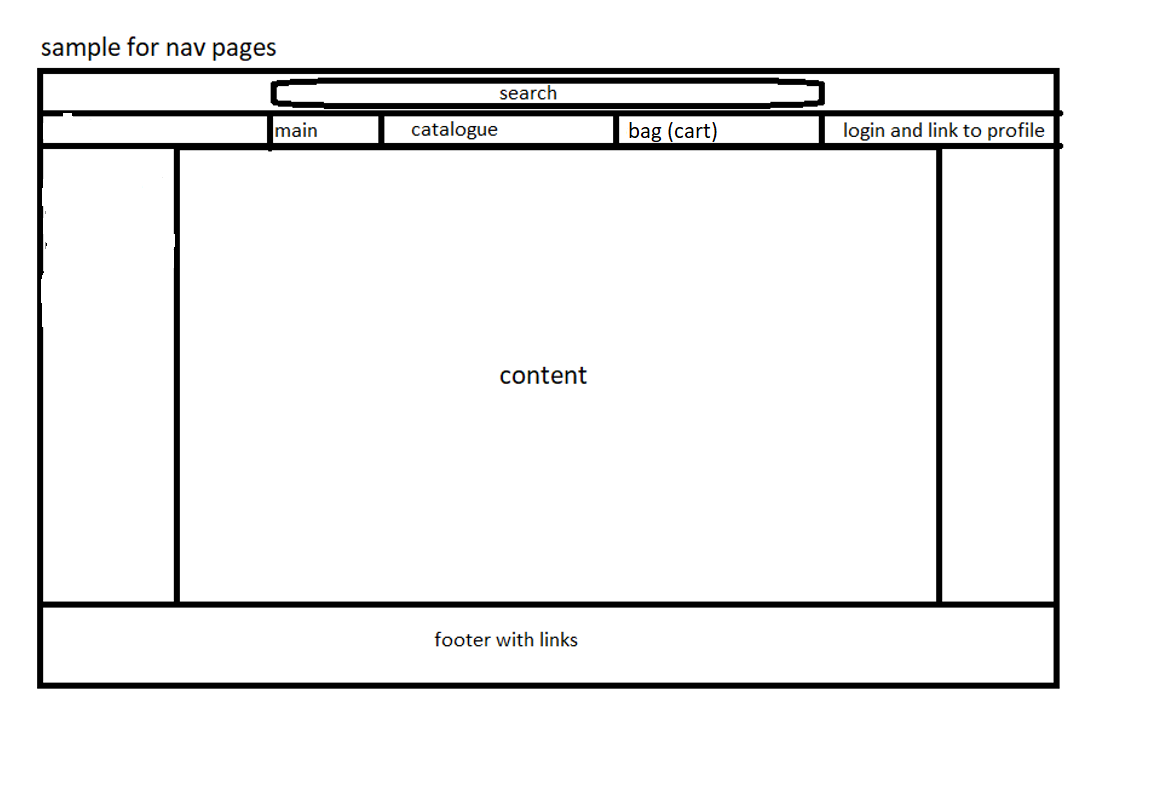 sample for nav pages
search
main
catalogue
bag (cart)
login and link to profile
content
footer with links